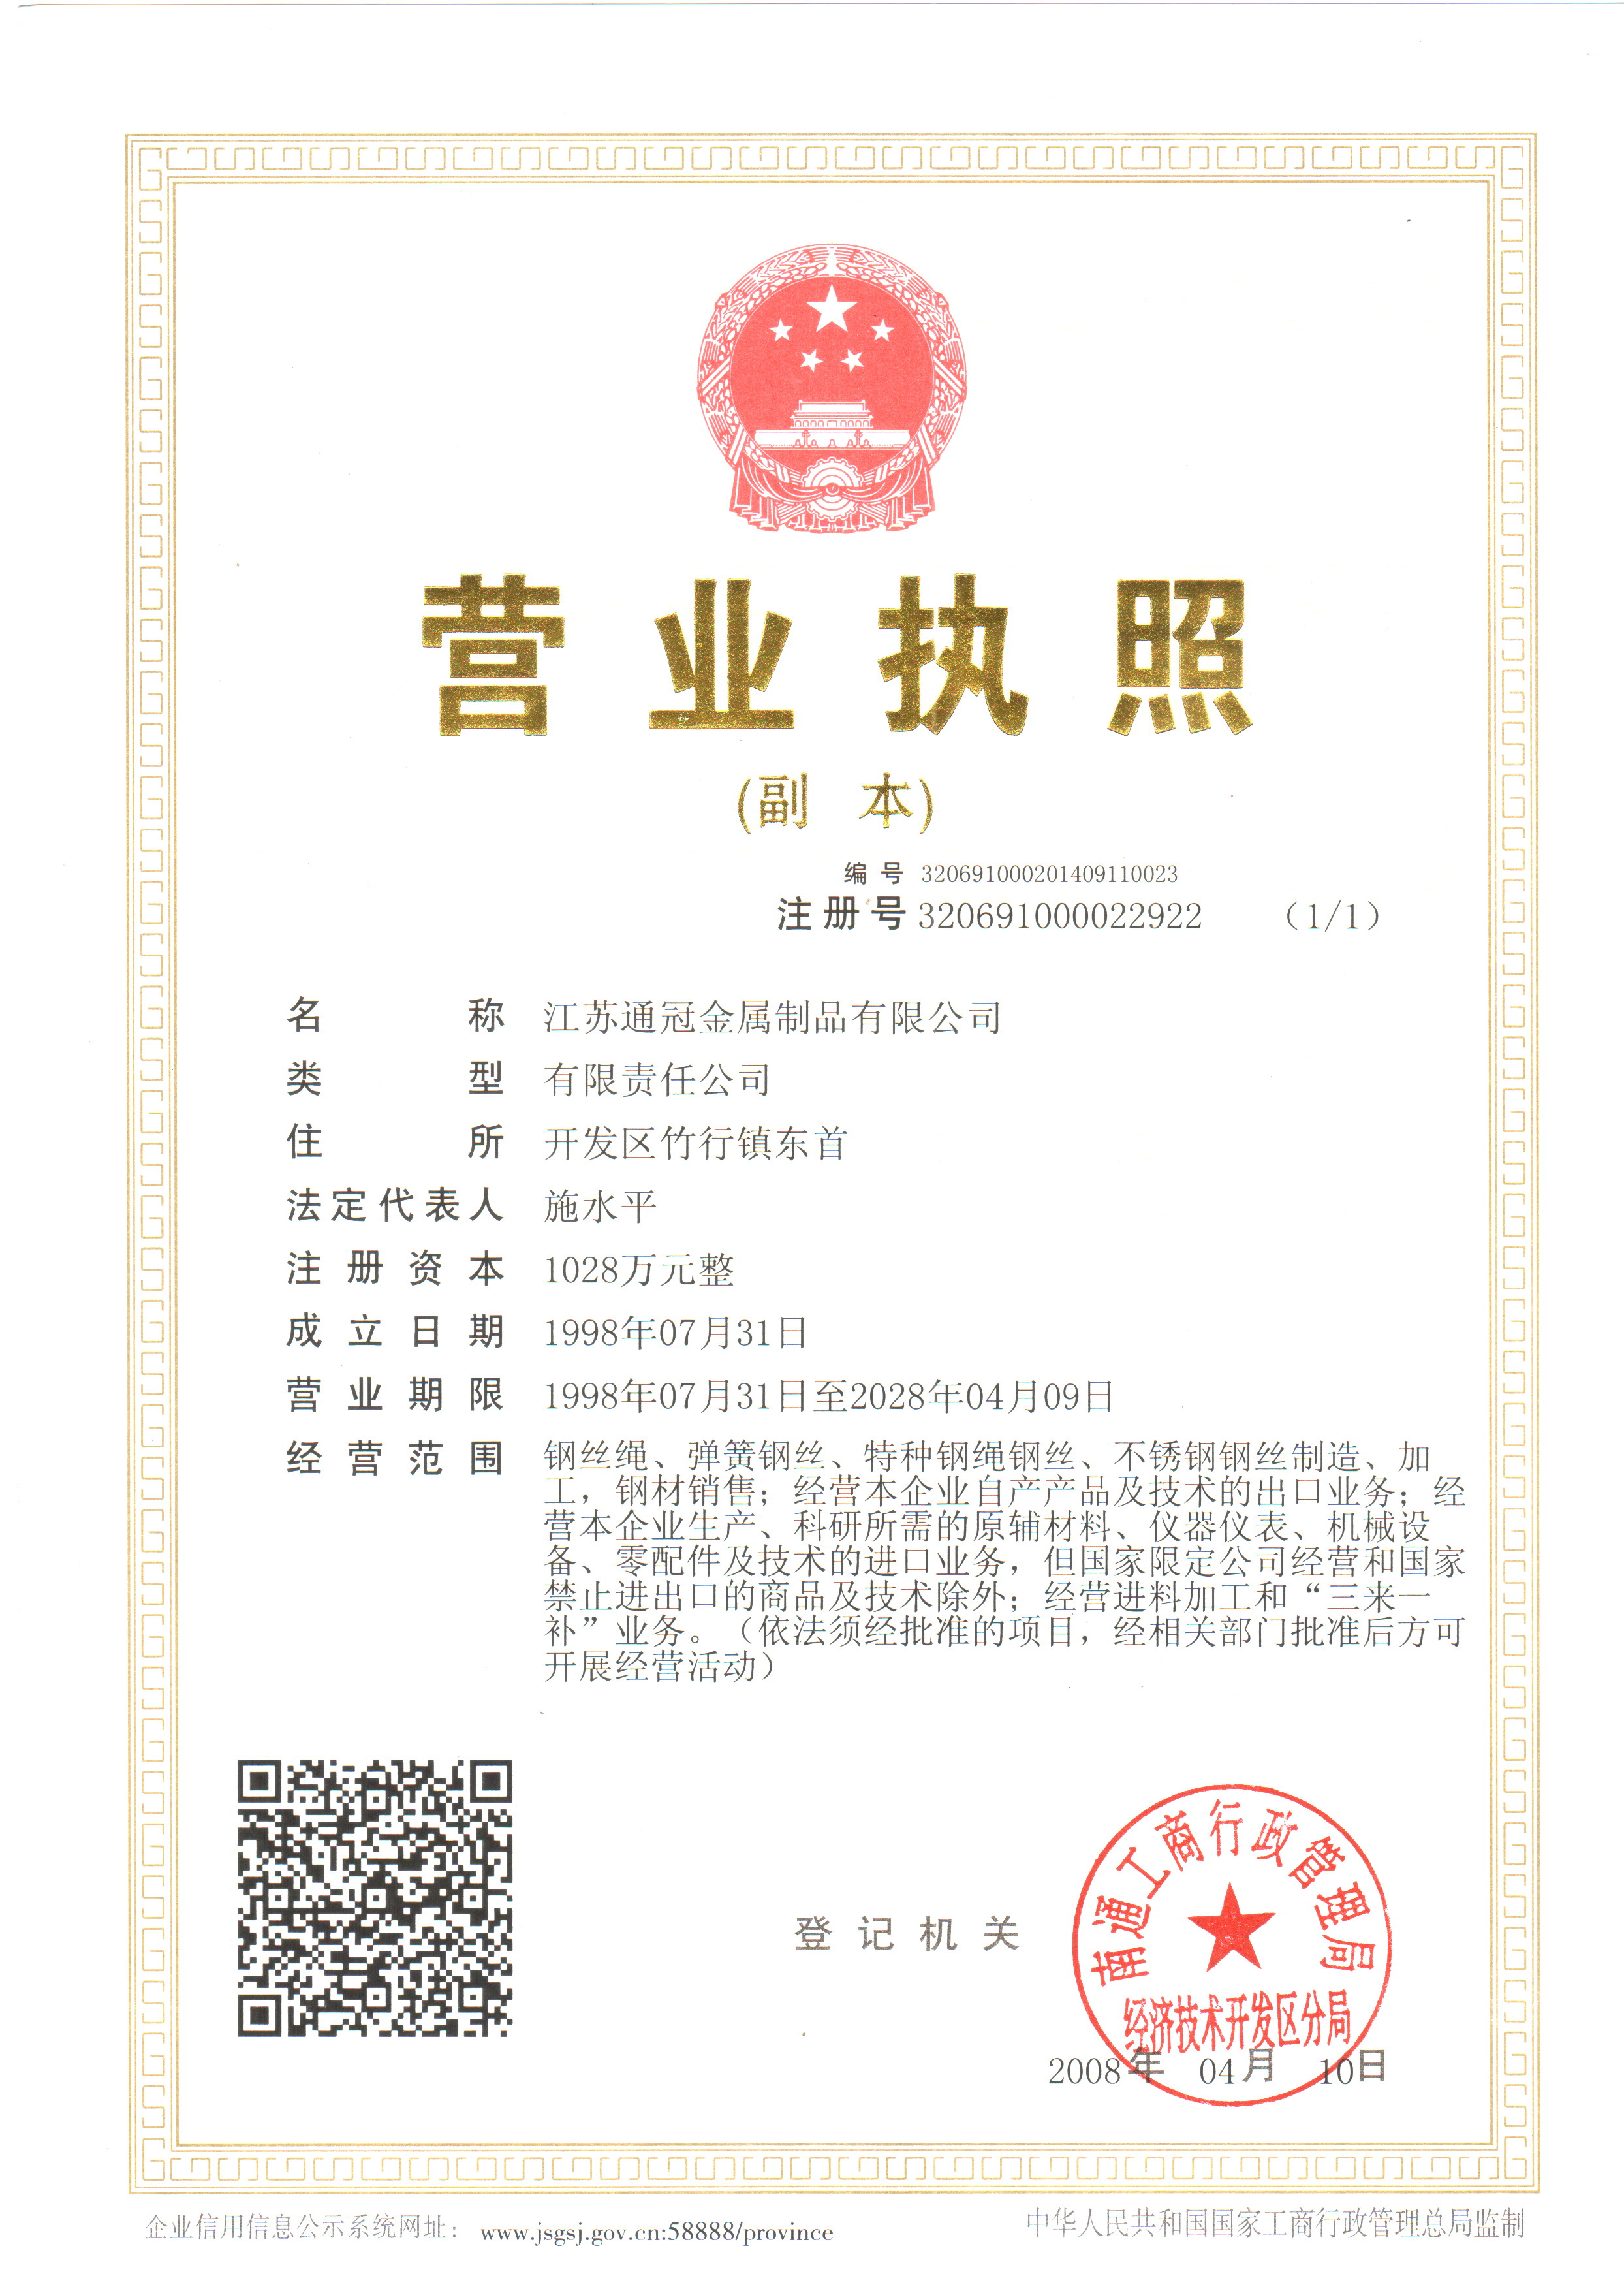 营业执照
(副 本)
编号 320691000201409110023
注册号 320691000022922 （1/1）
名称 江苏通冠金属制品有限公司
类型 有限责任公司
住所 开发区竹行镇东首
法定代表人 施水平
注册资本 1028万元整
成立日期 1998年07月31日
营业期限 1998年07月31日至2028年04月09日
经营范围 钢丝绳、弹簧钢丝、特种钢绳钢丝、不锈钢钢丝制造、加
工，钢材销售；经营本企业自产产品及技术的出口业务；经
营本企业生产、科研所需的原辅材料、仪器仪表、机械设
备、零配件及技术的进口业务，但国家限定公司经营和国家
禁止进出口的商品及技术除外；经营进料加工和“三来一
补”业务。（依法须经批准的项目，经相关部门批准后方可
开展经营活动）
登记机关
南通工商行政管理局
经济技术开发区分局
2008年 04月 10日
企业信用信息公示系统网址： www.jsgsj.gov.cn:58888/province
中华人民共和国国家工商行政管理总局监制